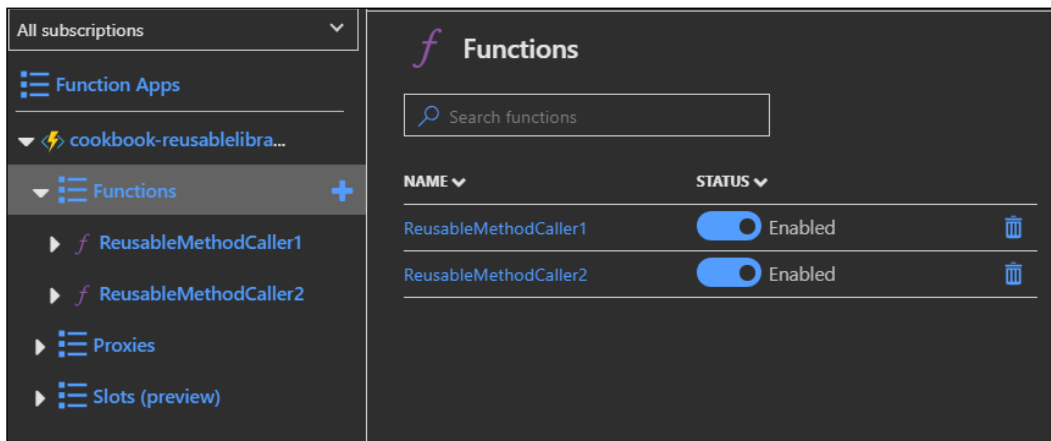 All subscriptions
Function Apps
cookbook-reusablelibra...
Functions
ReusableMethodCaller1
ReusableMethodCaller2
Proxies
Slots (preview)
Functions
Search functions
NAME STATUS
ReusableMethodCaller1 Enabled
ReusableMethodCaller2 Enabled